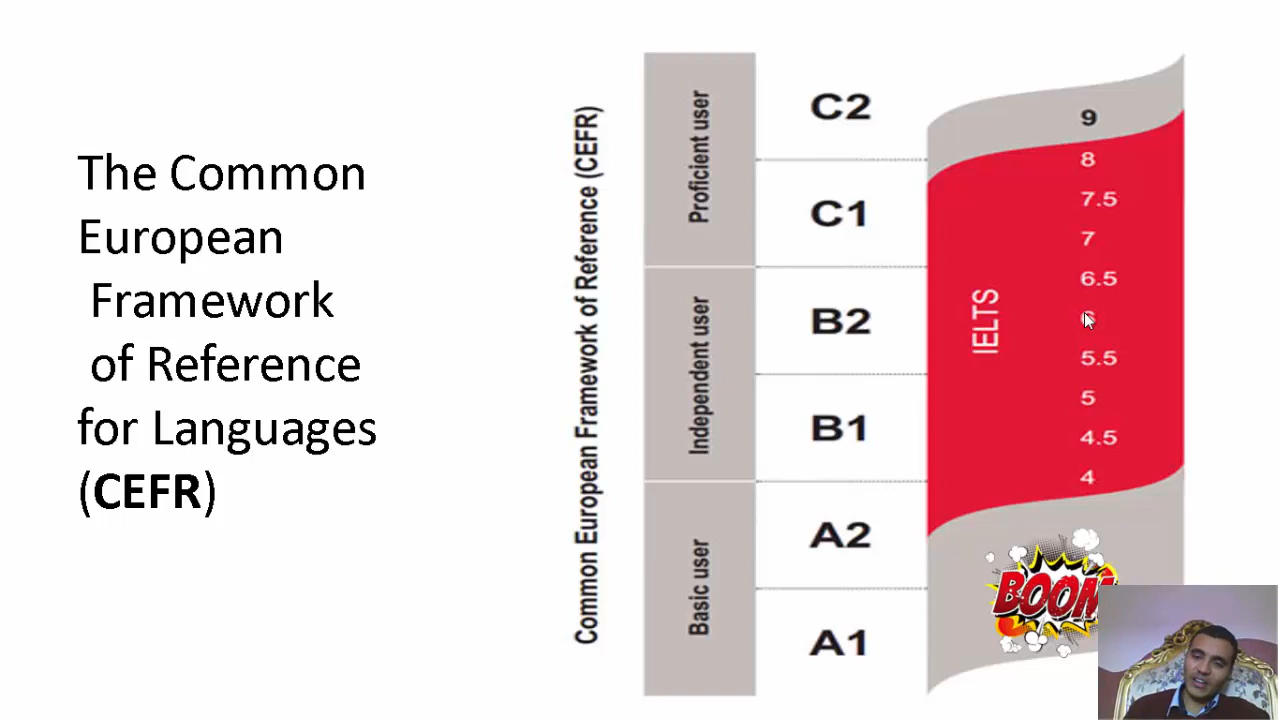 The Common
European
Framework
of Reference
for Languages
(CEFR)
Common European Framework of Reference (CEFR)
Proficient user
Independent user
Basic user
C2
C1
B2
B1
A2
A1
IELTS
9
8
7.5
7
6.5
6
5.5
5
4.5
4
BOOM